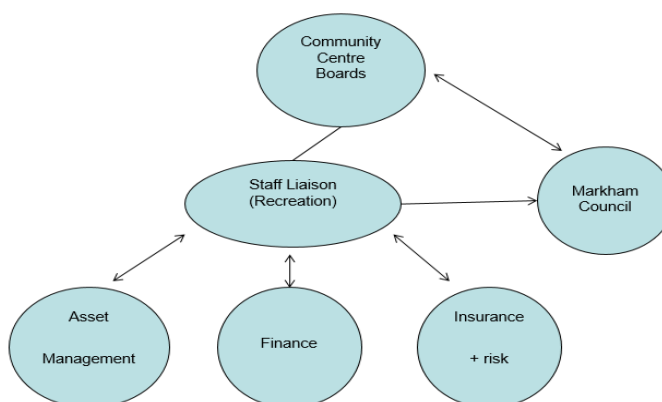 Community
Centre
Boards
Staff Liaison
(Recreation)
Markham
Council
Asset
Management
Finance
Insurance
+ risk